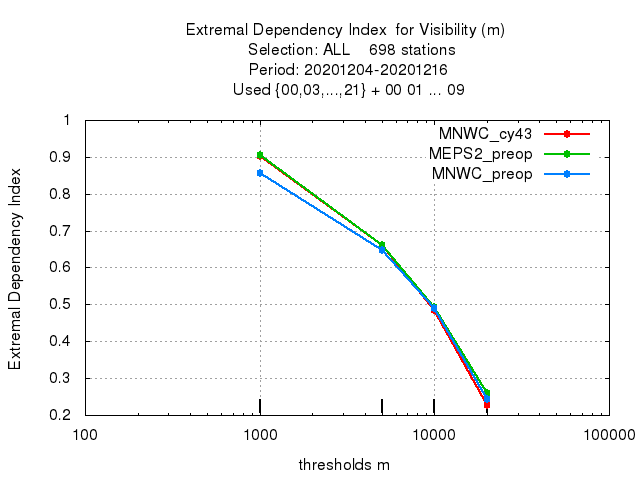 Extremal Dependency Index  for Visibility (m)
Selection: ALL    698 stations
Period: 20201204-20201216
Used {00,03,...,21} + 00 01 ... 09
MNWC_cy43
MEPS2_preop
MNWC_preop
Extremal Dependency Index
1
0.9
0.8
0.7
0.6
0.5
0.4
0.3
0.2
100
1000
10000
100000
thresholds m